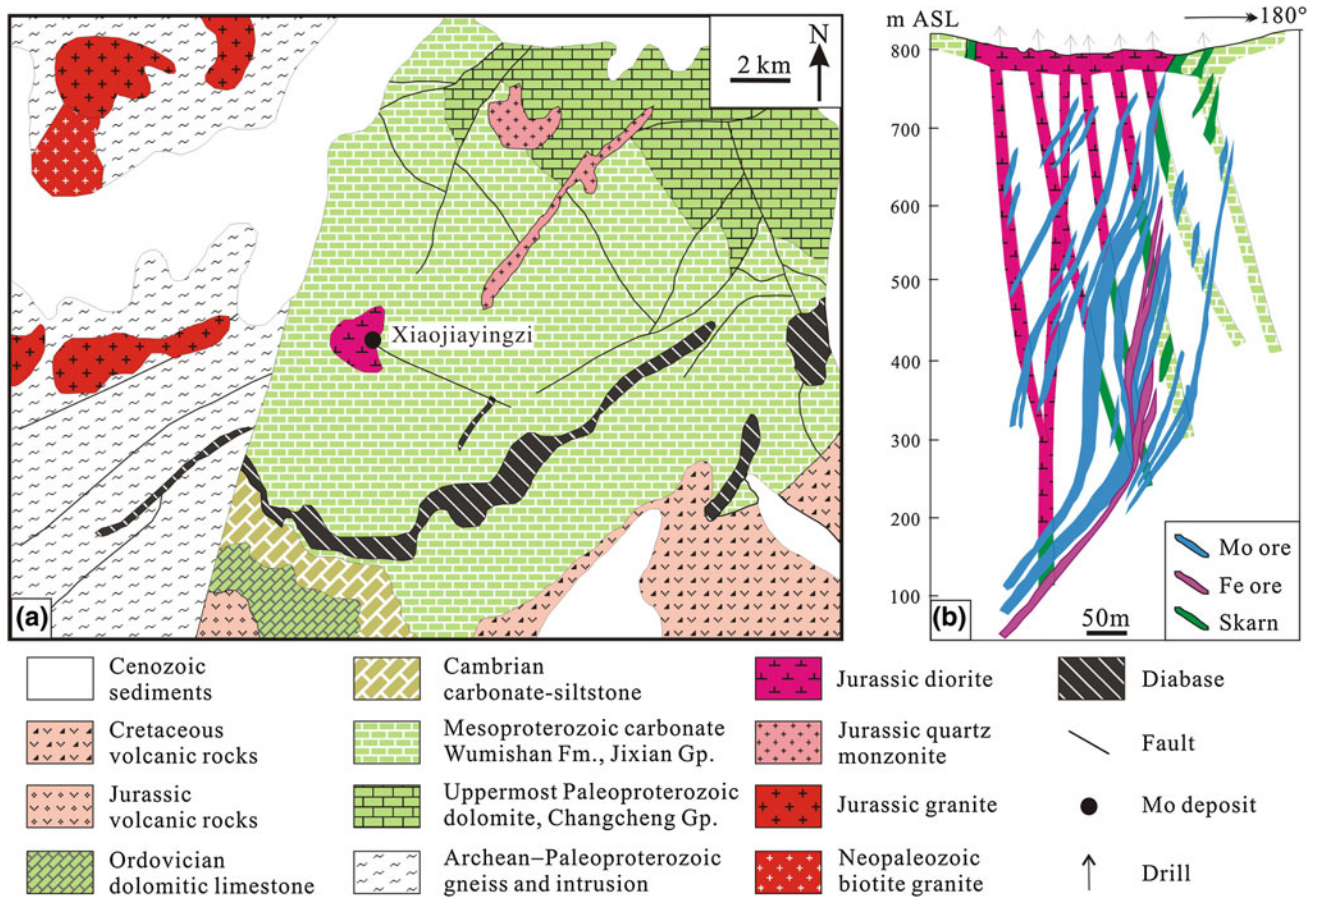 N
2 km
Xiaojiayingzi
(a)
m ASL
180°
800
700
600
500
400
300
200
100
Mo ore
Fe ore
Skarn
50m
(b)
Cenozoic
sediments
Cretaceous
volcanic rocks
Jurassic
volcanic rocks
Ordovician
dolomitic limestone
Cambrian
carbonate-siltstone
Mesoproterozoic carbonate
Wumishan Fm., Jixian Gp.
Uppermost Paleoproterozoic
dolomite, Changcheng Gp.
Archean–Paleoproterozoic
gneiss and intrusion
Jurassic diorite
Jurassic quartz
monzonite
Jurassic granite
Neopaleozoic
biotite granite
Diabase
Fault
Mo deposit
Drill